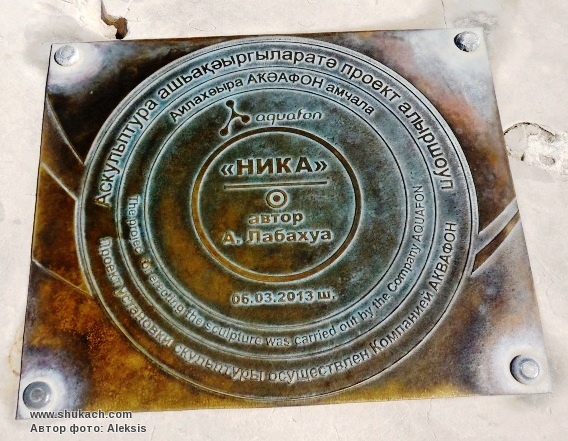 Аскульптура ашьақәыргыларатә проект алыршоуп
Аилахәыра АКӘАФОН амчала
aquafon
«НИКА»
автор
А. Лабахуа
06.03.2013 ш.
The project of erecting the sculpture was carried out by the Company AQUAFON
Проект установки скульптуры осуществлен Компанией АКВАФОН
www.shukach.com
Автор фото: Aleksis